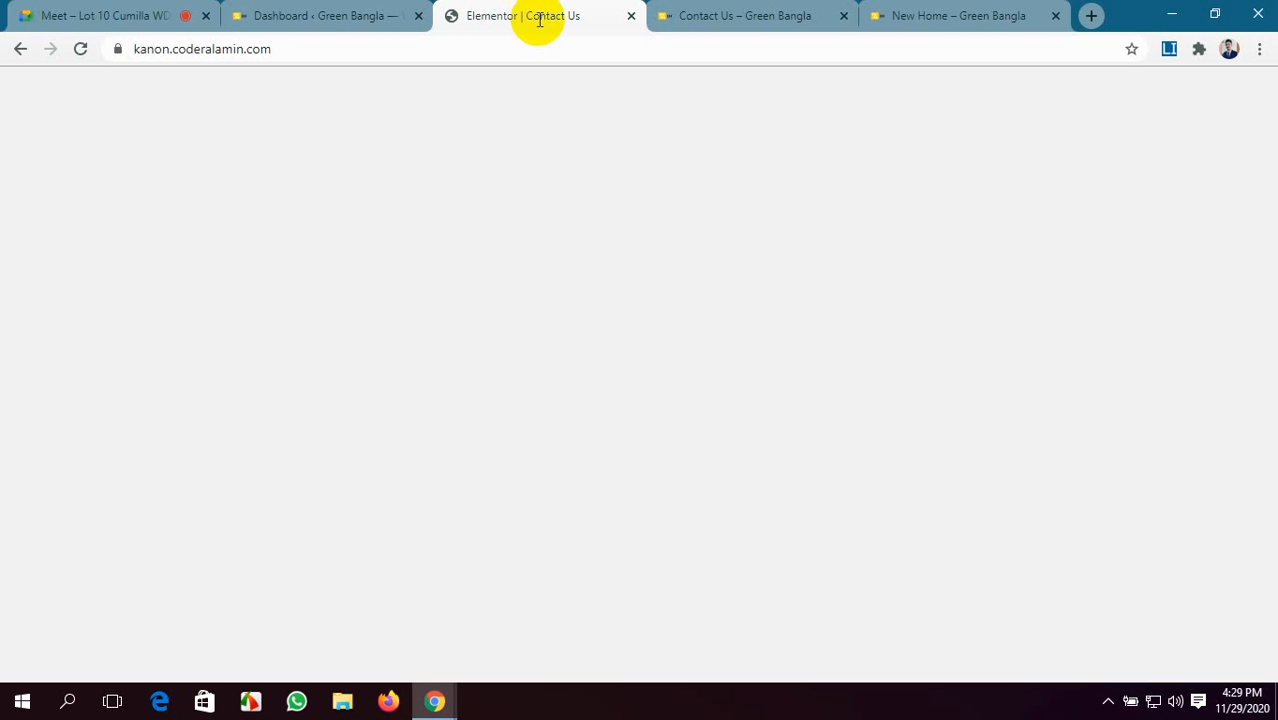 Meet – Lot 10 Cumilla WD
Dashboard ‹ Green Bangla —
Elementor | Contact Us
Contact Us – Green Bangla
New Home – Green Bangla
kanon.coderalamin.com
LI
4:29 PM
11/29/2020